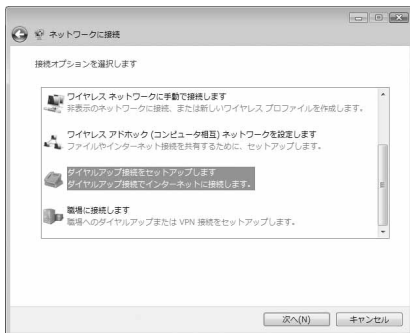 ネットワークに接続
接続オプションを選択します
ワイヤレス ネットワークに手動で接続します
非表示のネットワークに接続、または新しいワイヤレス プロファイルを作成します。
ワイヤレス アドホック (コンピュータ相互) ネットワークを設定します
ファイルやインターネット接続を共有するために、セットアップします。
ダイヤルアップ接続をセットアップします
ダイヤルアップ接続でインターネットに接続します。
職場に接続します
職場へのダイヤルアップまたは VPN 接続をセットアップします。
次へ(N) キャンセル